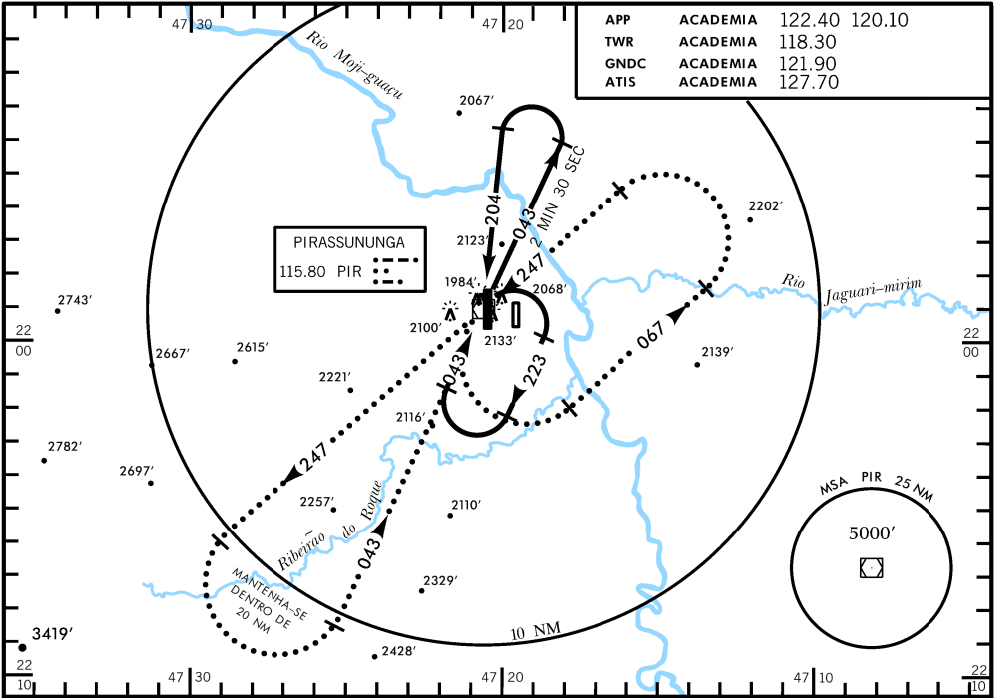 47 30
47 20
APP ACADEMIA 122.40 120.10
TWR ACADEMIA 118.30
GNDC ACADEMIA 121.90
ATIS ACADEMIA 127.70
Rio Moji-guaçu
2067'
2 MIN 30 SEC
204
043
2202'
PIRASSUNUNGA
115.80 PIR
2123'
247
1984'
2068'
Rio Jaguari-mirim
2743'
2100'
2133'
22
00
22
00
067
2667'
2615'
2139'
043
223
2221'
2116'
2782'
247
2697'
MSA PIR 25 NM
5000'
2257'
2110'
Ribeirão do Roque
043
2329'
MANTENHA-SE
DENTRO DE
20 NM
10 NM
3419'
2428'
22
10
47 30
47 20
47 10
22
10